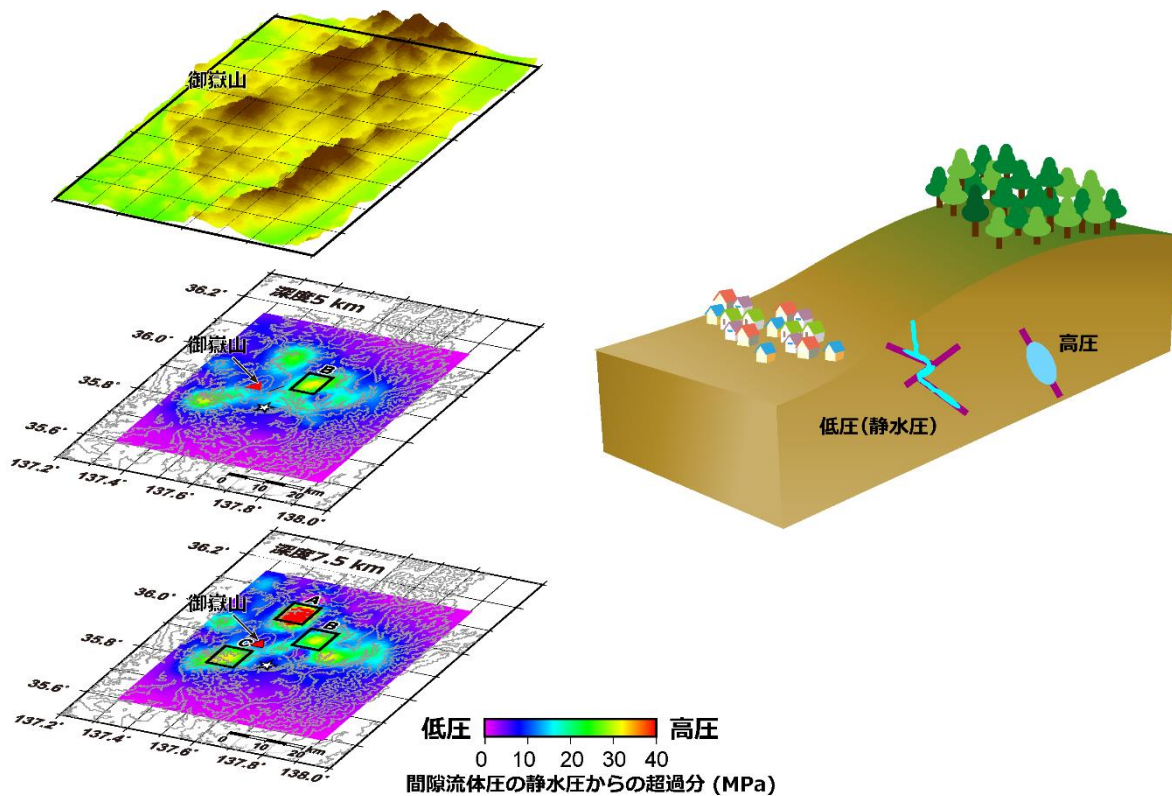 御嶽山
深度5 km
36.2°
36.0°
35.8°
35.6°
137.2°
137.4°
137.6°
137.8°
138.0°
御嶽山
B
0 10 20 km
深度7.5 km
36.2°
36.0°
35.8°
35.6°
137.2°
137.4°
137.6°
137.8°
138.0°
御嶽山
A
B
C
0 10 20 km
低圧 高圧
0 10 20 30 40
間隙流体圧の静水圧からの超過分 (MPa)
高圧
低圧(静水圧)